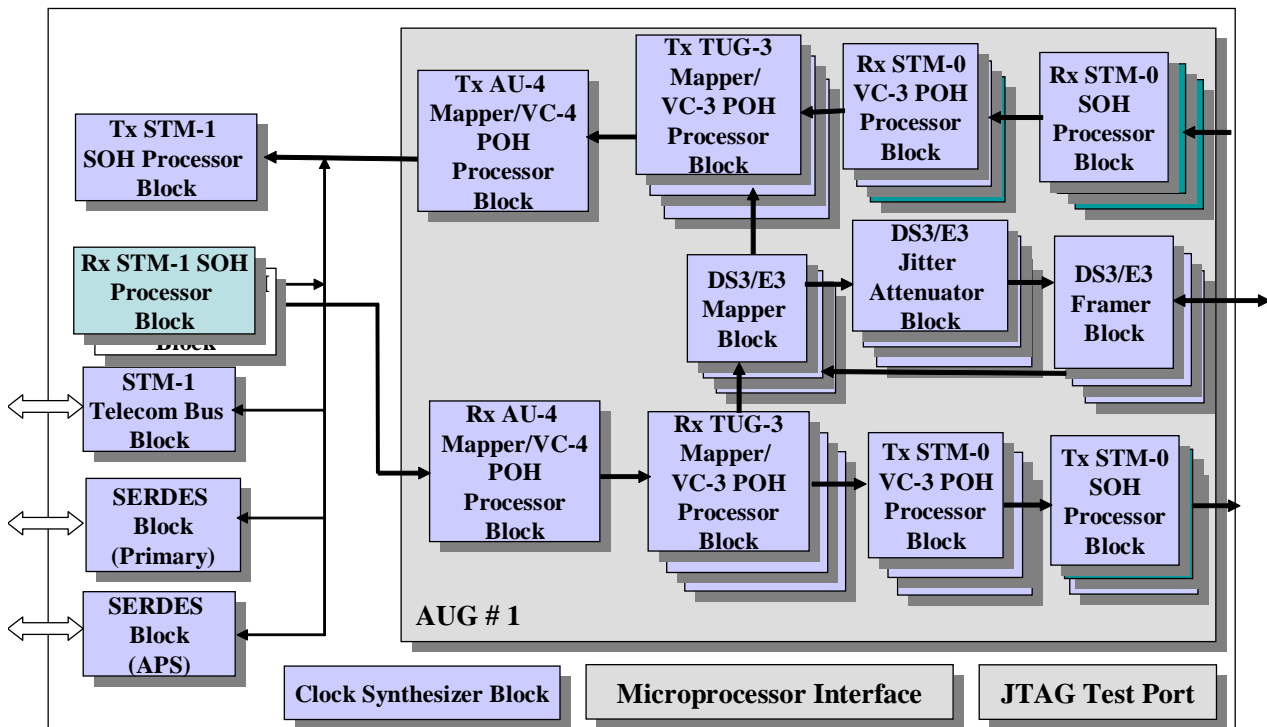 Tx TUG-3
Mapper/
VC-3 POH
Processor
Block
Rx STM-0
VC-3 POH
Processor
Block
Rx STM-0
SOH
Processor
Block
Tx AU-4
Mapper/VC-4
POH
Processor
Block
Tx STM-1
SOH Processor
Block
Rx STM-1 SOH
Processor
Block
Block
DS3/E3
Mapper
Block
DS3/E3
Jitter
Attenuator
Block
DS3/E3
Framer
Block
STM-1
Telecom Bus
Block
Rx AU-4
Mapper/VC-4
POH
Processor
Block
Rx TUG-3
Mapper/
VC-3 POH
Processor
Block
Tx STM-0
VC-3 POH
Processor
Block
Tx STM-0
SOH
Processor
Block
SERDES
Block
(Primary)
SERDES
Block
(APS)
AUG # 1
Clock Synthesizer Block
Microprocessor Interface
JTAG Test Port